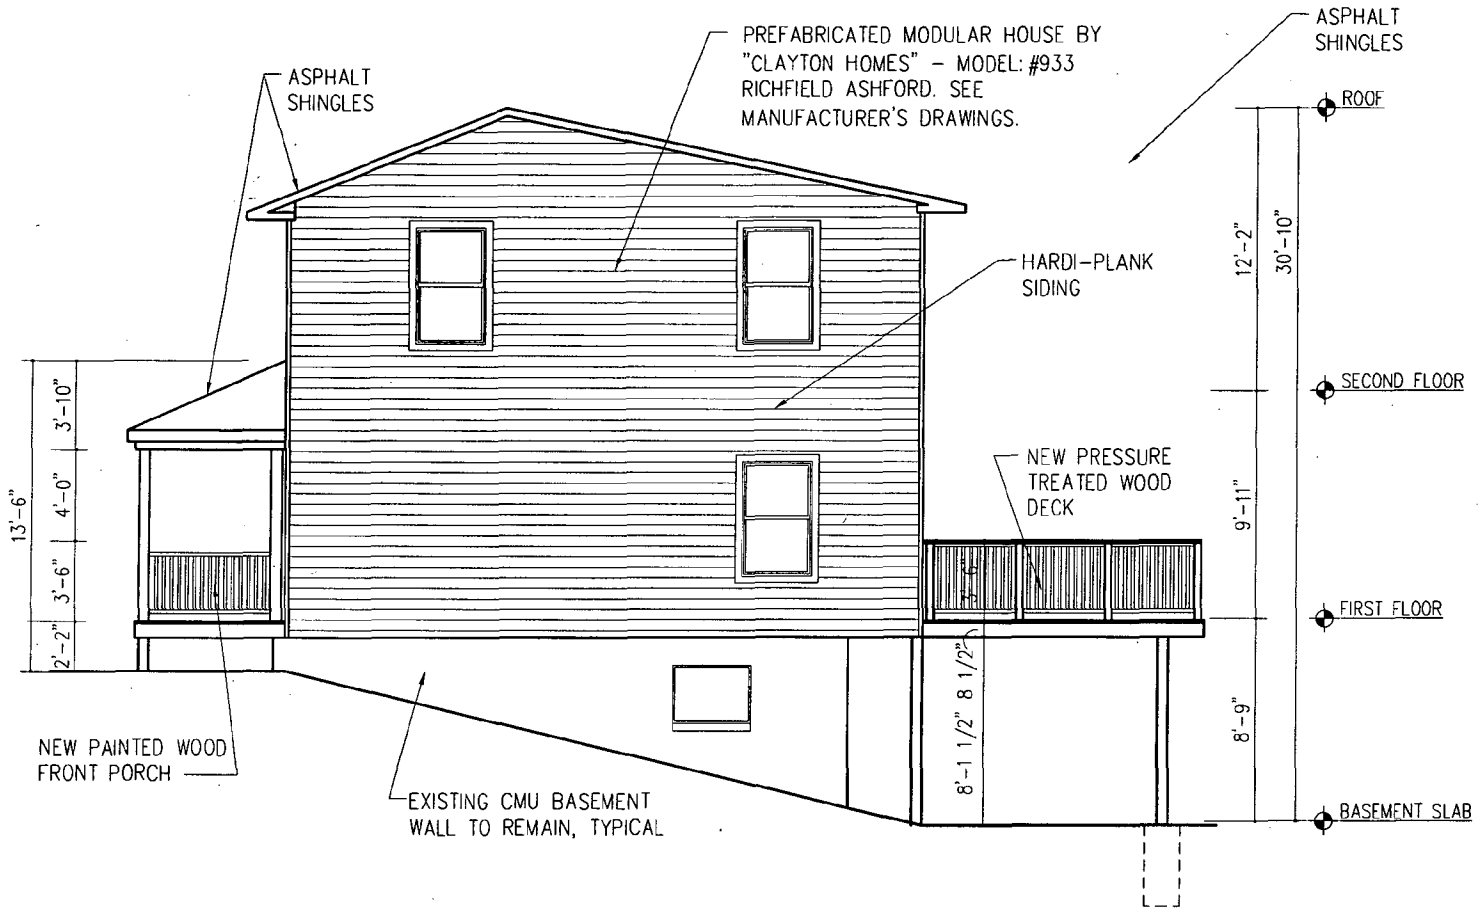 ASPHALT
SHINGLES
PREFABRICATED MODULAR HOUSE BY
"CLAYTON HOMES" - MODEL: #933
RICHFIELD ASHFORD. SEE
MANUFACTURER'S DRAWINGS.
ASPHALT
SHINGLES
ROOF
12'-2"
30'-10"
HARDI-PLANK
SIDING
SECOND FLOOR
3'-10"
4'-0"
13'-6"
3'-6"
2'-2"
NEW PRESSURE
TREATED WOOD
DECK
9'-11"
3'-6"
FIRST FLOOR
8 1/2"
8'-1 1/2"
8'-9"
NEW PAINTED WOOD
FRONT PORCH
EXISTING CMU BASEMENT
WALL TO REMAIN, TYPICAL
BASEMENT SLAB